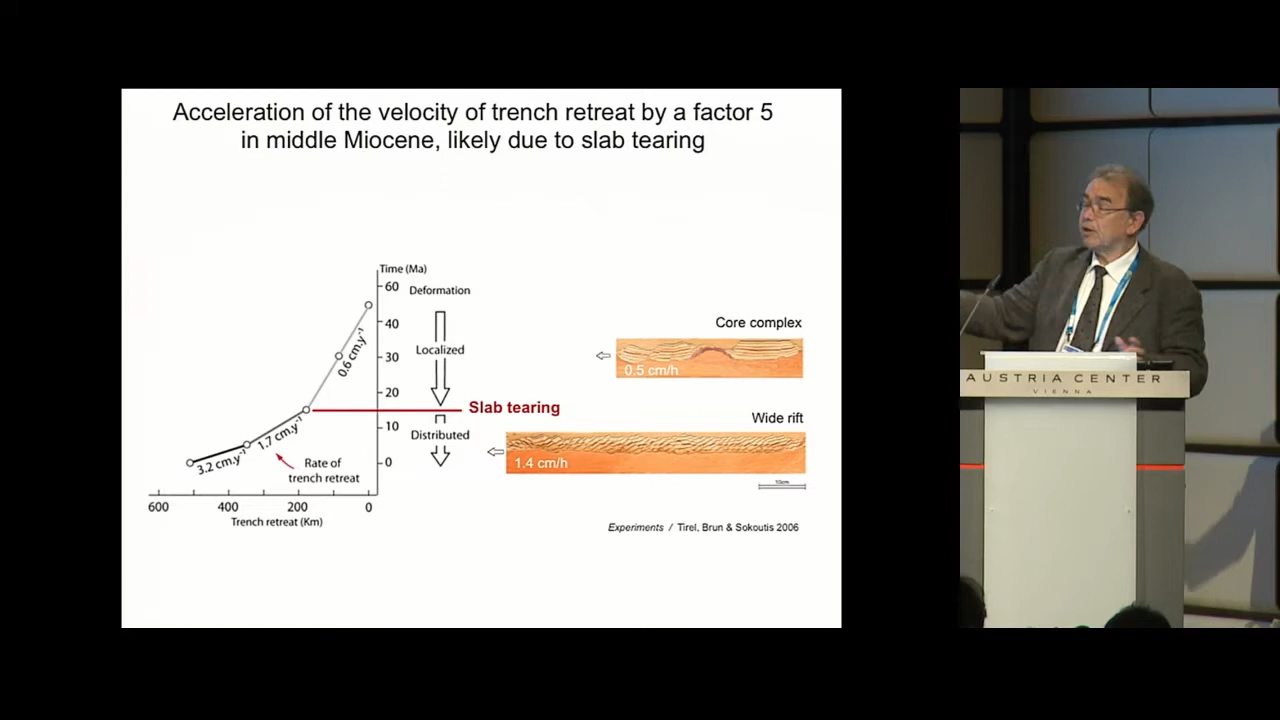 Acceleration of the velocity of trench retreat by a factor 5
in middle Miocene, likely due to slab tearing
Time (Ma)
60
40
30
20
10
0
Deformation
Localized
Distributed
0.6 cm.y⁻¹
1.7 cm.y⁻¹
3.2 cm.y⁻¹
Rate of
trench retreat
600
400
200
0
Trench retreat (Km)
Slab tearing
Core complex
0.5 cm/h
Wide rift
1.4 cm/h
10cm
Experiments / Tirel, Brun & Sokoutis 2006
AUSTRIA CENTER
VIENNA